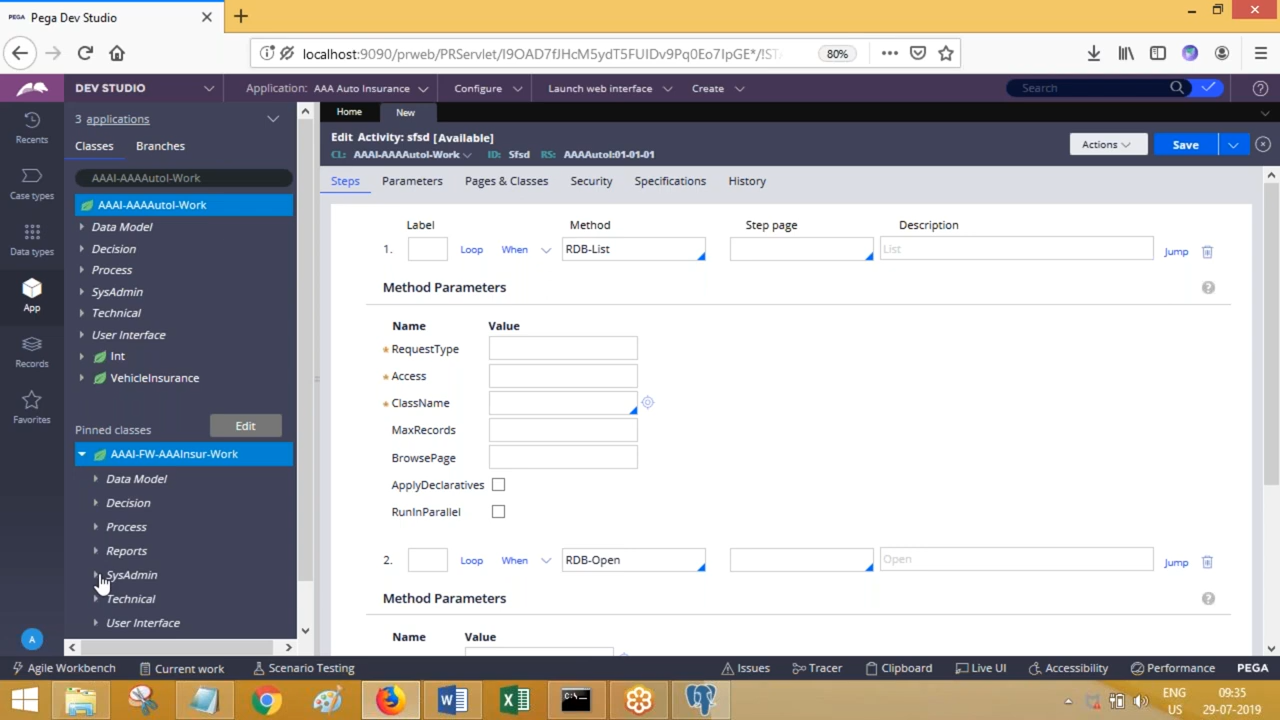 PEGA Pega Dev Studio
localhost:9090/prweb/PRServlet/
80%
DEV STUDIO
Application: AAA Auto Insurance
Configure
Launch web interface
Create
Search
3 applications
Home
New
Classes
Branches
Edit Activity: sfsd [Available]
CL: AAAI-AAAAutoI-Work ID: Sfsd RS: AAAAutoI:01-01-01
Actions
Save
Recents
Case types
Data types
App
Records
Favorites
A
AAAI-AAAAutoI-Work
AAAI-AAAAutoI-Work
Data Model
Decision
Process
SysAdmin
Technical
User Interface
Int
VehicleInsurance
Pinned classes
Edit
AAAI-FW-AAAInsur-Work
Data Model
Decision
Process
Reports
SysAdmin
Technical
User Interface
Steps
Parameters
Pages & Classes
Security
Specifications
History
Label
Method
Step page
Description
1. Loop When RDB-List List Jump
Method Parameters
Name Value
RequestType
Access
ClassName
MaxRecords
BrowsePage
ApplyDeclaratives
RunInParallel
2. Loop When RDB-Open Open Jump
Method Parameters
Name Value
Agile Workbench
Current work
Scenario Testing
Issues
Tracer
Clipboard
Live UI
Accessibility
Performance
PEGA
ENG
US
09:35
29-07-2019